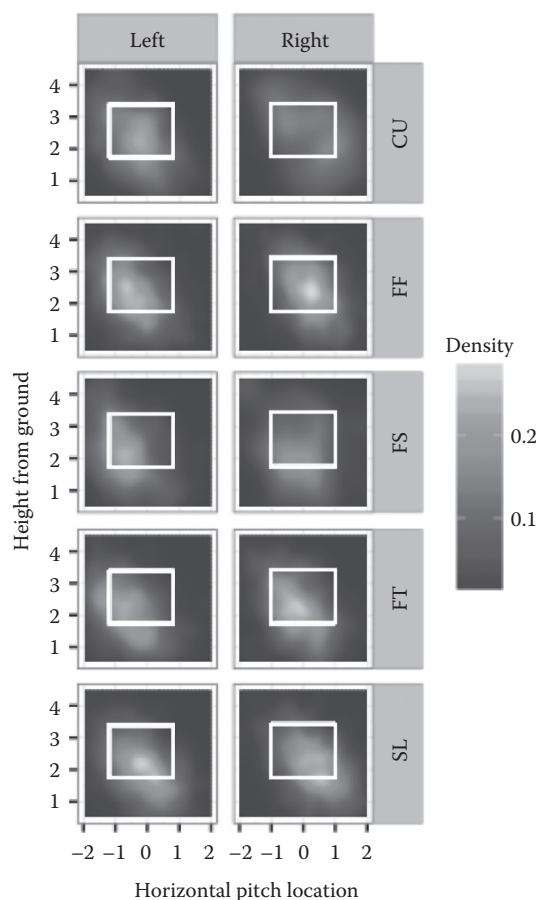 Left Right
4
3
2
1
CU
4
3
2
1
FF
Density
0.2
0.1
Height from ground
4
3
2
1
FS
4
3
2
1
FT
4
3
2
1
SL
−2 −1 0 1 2 −2 −1 0 1 2
Horizontal pitch location